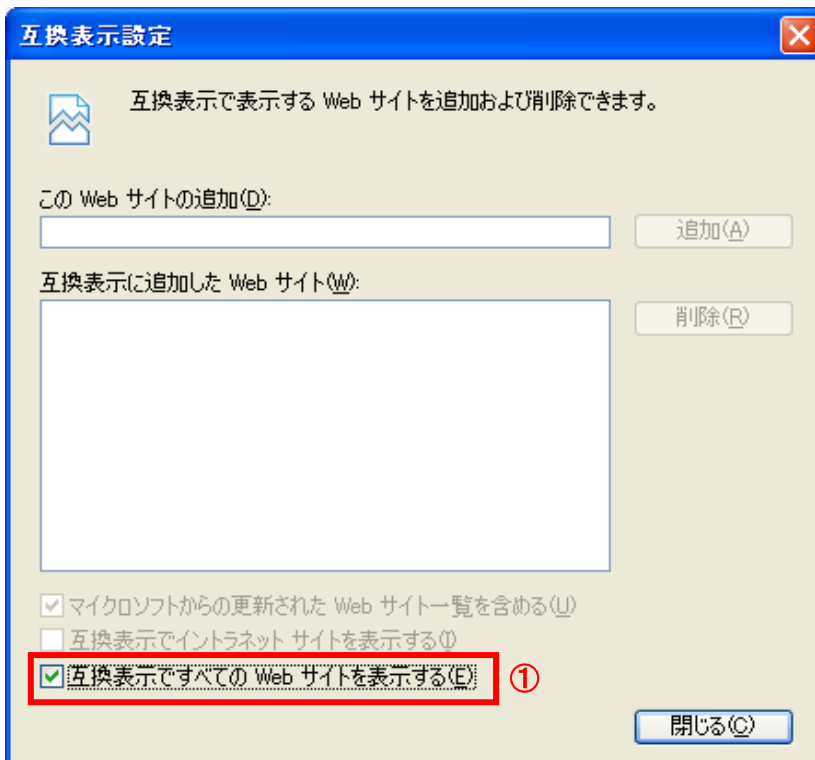 互換表示設定
互換表示で表示する Web サイトを追加および削除できます。
この Web サイトの追加(D):
追加(A)
互換表示に追加した Web サイト(W):
削除(R)
マイクロソフトからの更新された Web サイト一覧を含める(U)
互換表示でイントラネット サイトを表示する(I)
互換表示ですべての Web サイトを表示する(E)
①
閉じる(C)